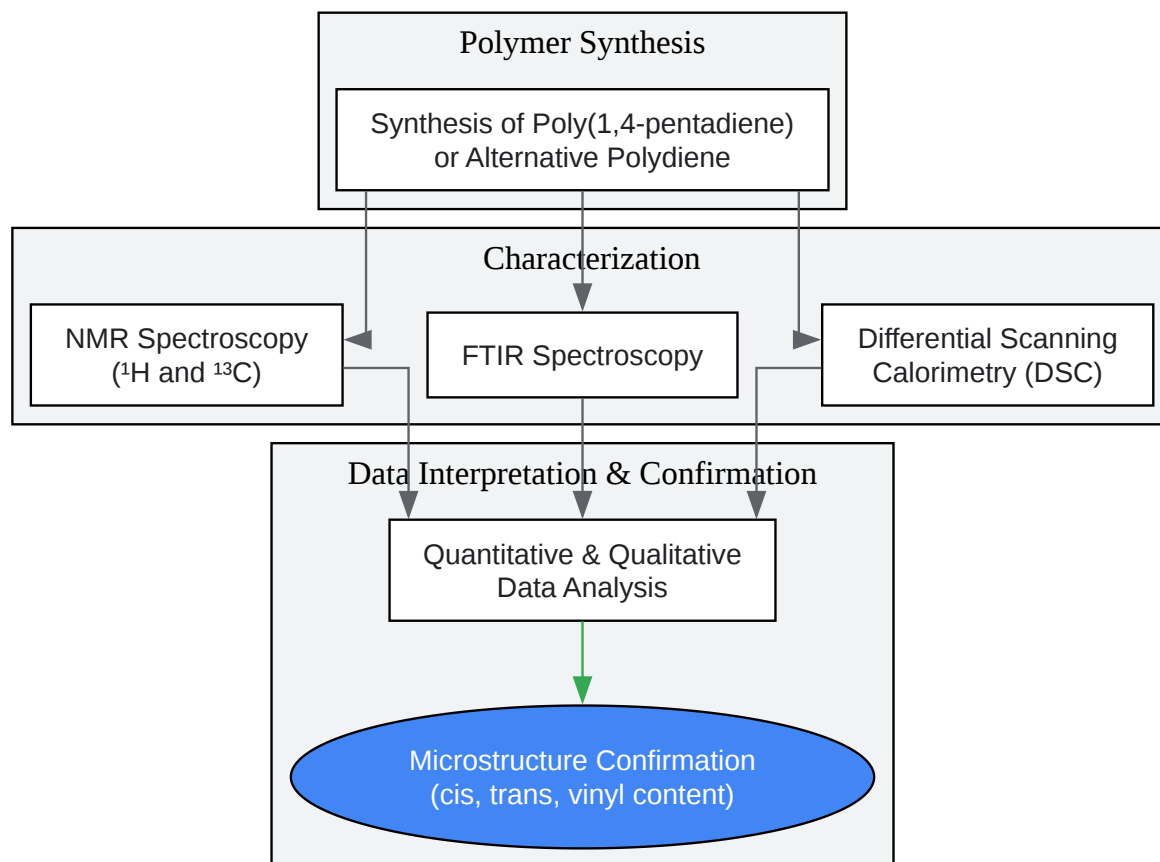 Polymer Synthesis
Synthesis of Poly(1,4-pentadiene)
or Alternative Polydiene
Characterization
NMR Spectroscopy
(¹H and ¹³C)
FTIR Spectroscopy
Differential Scanning
Calorimetry (DSC)
Data Interpretation & Confirmation
Quantitative & Qualitative
Data Analysis
Microstructure Confirmation
(cis, trans, vinyl content)